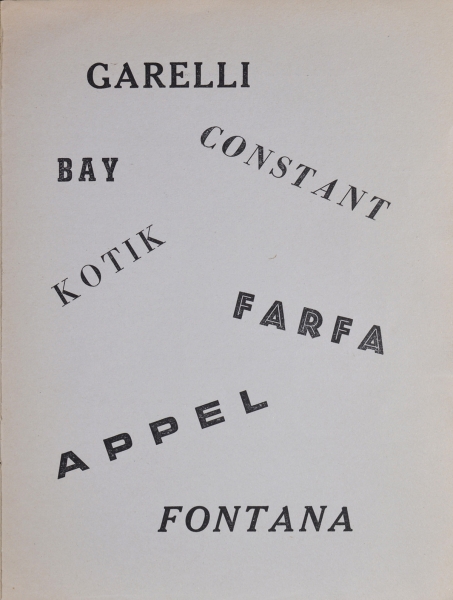 GARELLI
CONSTANT
BAY
KOTIK
FARFA
APPEL
FONTANA